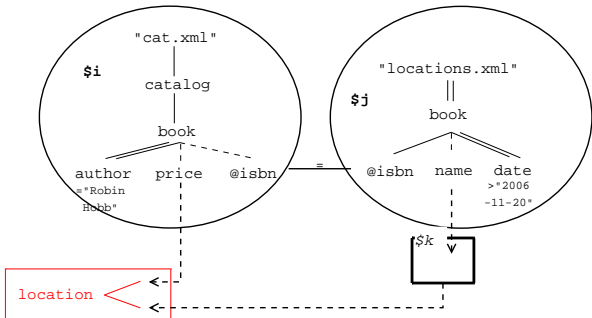 "cat.xml"
$i
catalog
book
author price @isbn
="Robin
Hobb"
=
"locations.xml"
$j
book
@isbn name date
>"2006
-11-20"
$k
location